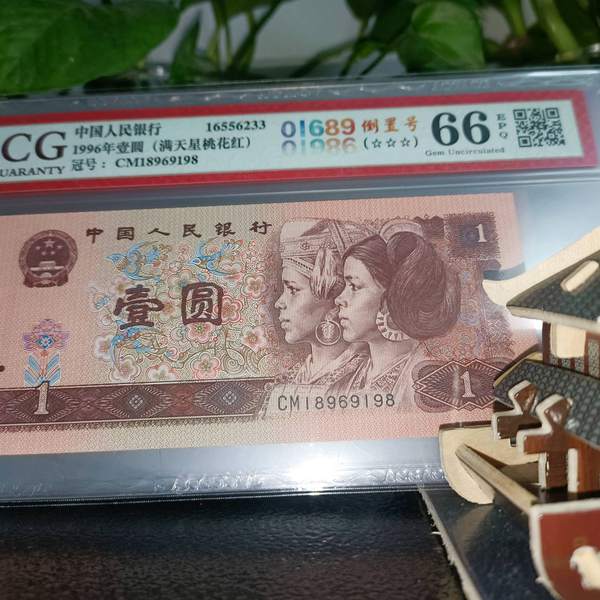 CG
UARANTY
中国人民银行 16556233
1996年壹圆（满天星桃花红）
冠号： CM18969198
01689 倒置号
01986 (☆☆☆)
66 EPQ
Gem Uncirculated
中国人民银行
1
壹圆
1
CM18969198
1